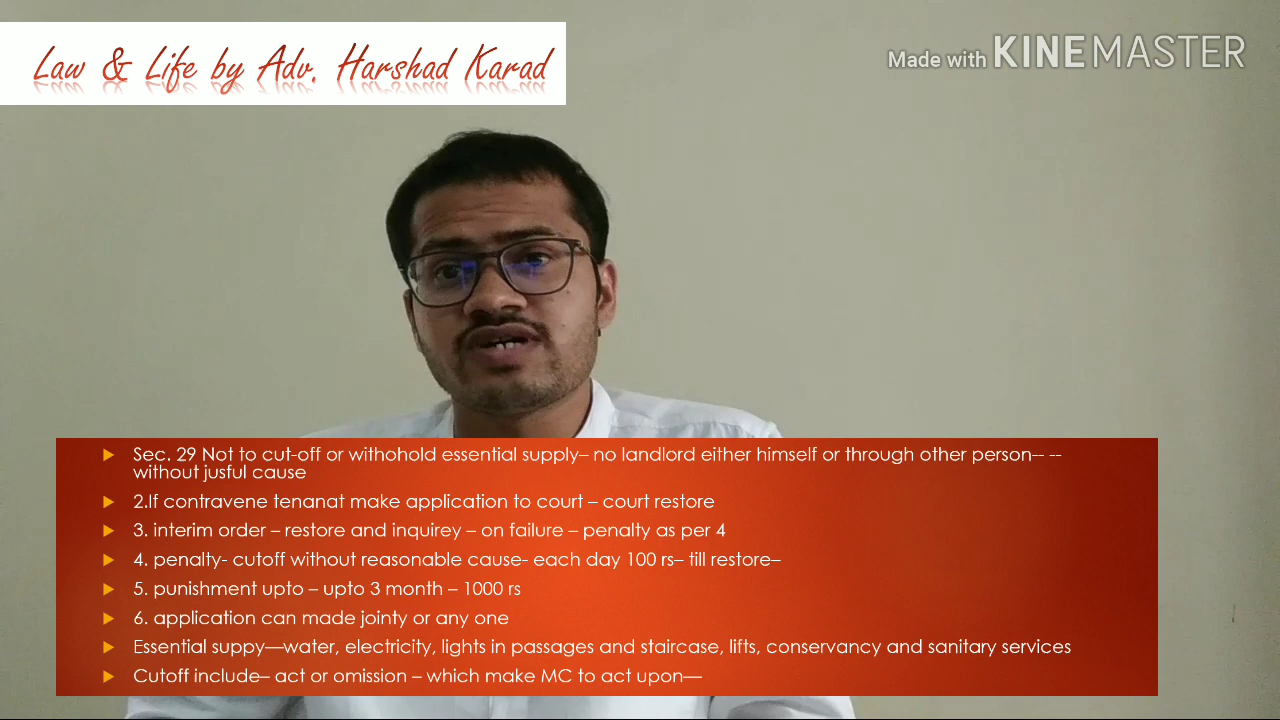 Law & Life by Adv. Harshad Karad
Made with KINEMASTER
Sec. 29 Not to cut-off or withohold essential supply– no landlord either himself or through other person-- --
without jusful cause
2.If contravene tenanat make application to court – court restore
3. interim order – restore and inquirey – on failure – penalty as per 4
4. penalty- cutoff without reasonable cause- each day 100 rs– till restore–
5. punishment upto – upto 3 month – 1000 rs
6. application can made jointy or any one
Essential suppy—water, electricity, lights in passages and staircase, lifts, conservancy and sanitary services
Cutoff include– act or omission – which make MC to act upon—